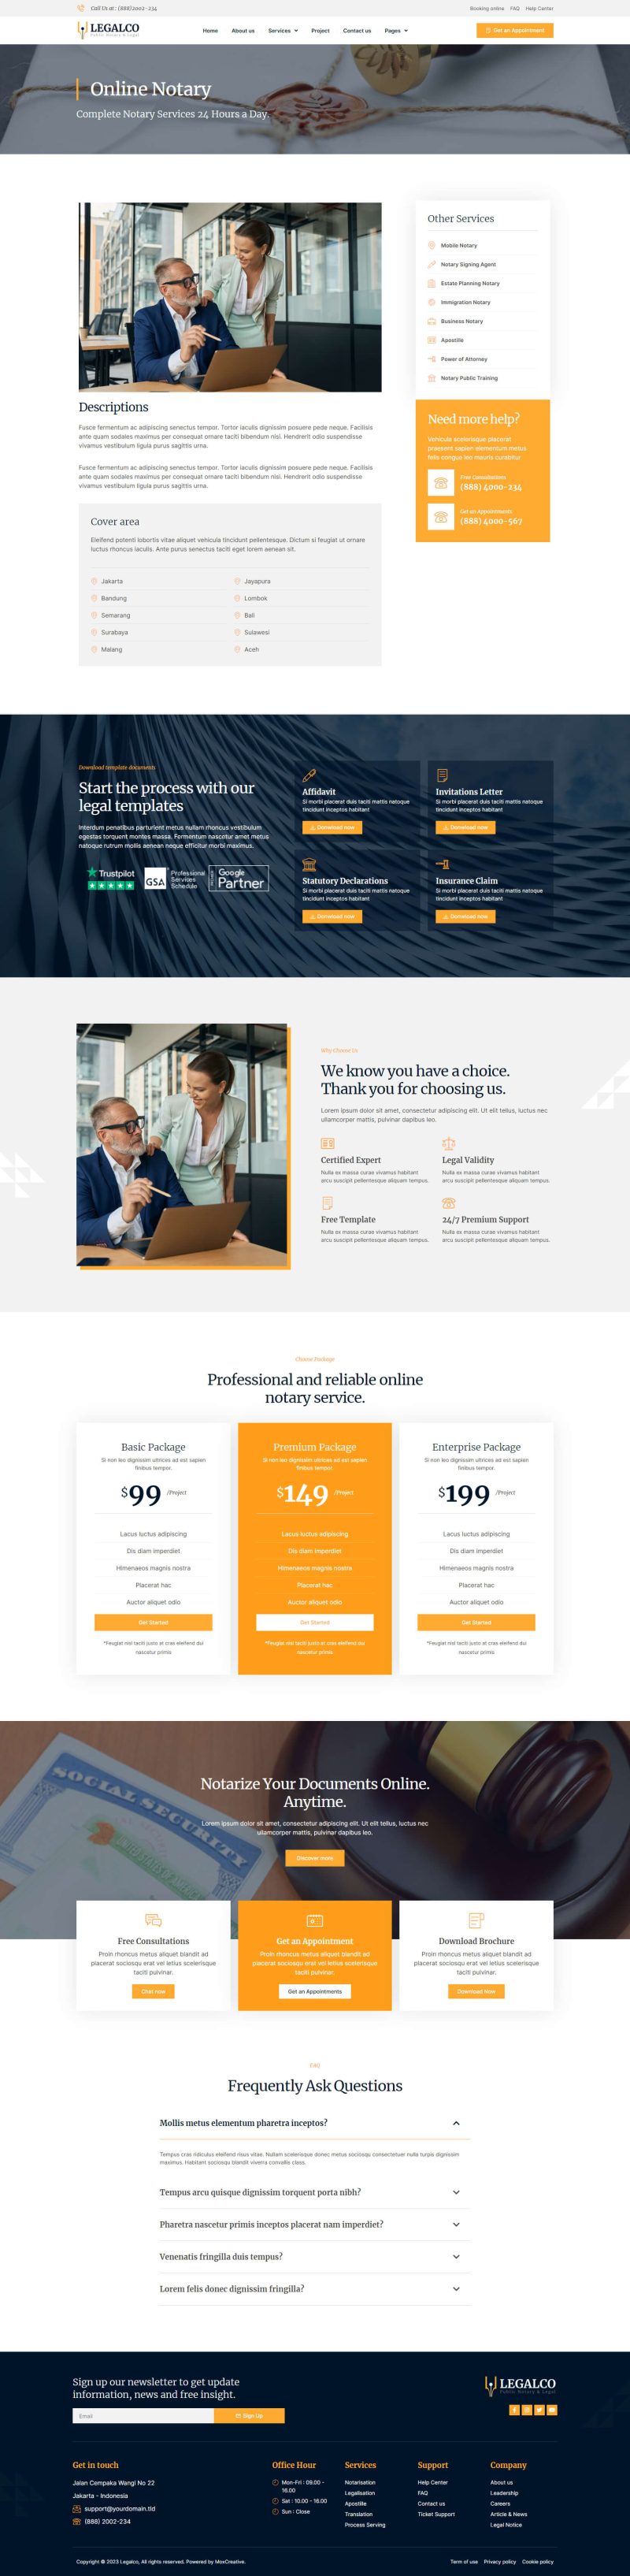 Call Us at : (888)2002-234
Booking online FAQ Help Center
LEGALCO
Public Notary & Legal
Home About us Services Project Contact us Pages
Get an Appointment
Online Notary
Complete Notary Services 24 Hours a Day.
Other Services
Mobile Notary
Notary Signing Agent
Estate Planning Notary
Immigration Notary
Business Notary
Apostille
Power of Attorney
Notary Public Training
Need more help?
Vehicula scelerisque placerat
praesent sapien elementum metus
felis congue leo mauris curabitur
Free Consultations
(888) 4000-234
Get an Appointments
(888) 4000-567
Descriptions
Fusce fermentum ac adipiscing senectus tempor. Tortor iaculis dignissim posuere pede neque. Facilisis
ante quam sodales maximus per consequat ornare taciti bibendum nisi. Hendrerit odio suspendisse
vivamus vestibulum ligula purus sagittis urna.
Fusce fermentum ac adipiscing senectus tempor. Tortor iaculis dignissim posuere pede neque. Facilisis
ante quam sodales maximus per consequat ornare taciti bibendum nisi. Hendrerit odio suspendisse
vivamus vestibulum ligula purus sagittis urna.
Cover area
Eleifend potenti lobortis vitae aliquet vehicula tincidunt pellentesque. Dictum si feugiat ut ornare
luctus rhoncus iaculis. Ante purus senectus taciti eget lorem aenean sit.
Jakarta
Bandung
Semarang
Surabaya
Malang
Jayapura
Lombok
Bali
Sulawesi
Aceh
Download template documents
Start the process with our
legal templates
Interdum penatibus parturient metus nullam rhoncus vestibulum
egestas torquent montes massa. Fermentum nascetur amet metus
natoque rutrum mollis aenean neque efficitur morbi maximus.
Trustpilot
GSA
Professional
Services
Schedule
Google
Partner
Affidavit
Si morbi placerat duis taciti mattis natoque
tincidunt inceptos habitant
Download now
Invitations Letter
Si morbi placerat duis taciti mattis natoque
tincidunt inceptos habitant
Download now
Statutory Declarations
Si morbi placerat duis taciti mattis natoque
tincidunt inceptos habitant
Download now
Insurance Claim
Si morbi placerat duis taciti mattis natoque
tincidunt inceptos habitant
Download now
Why Choose Us
We know you have a choice.
Thank you for choosing us.
Lorem ipsum dolor sit amet, consectetur adipiscing elit. Ut elit tellus, luctus nec
ullamcorper mattis, pulvinar dapibus leo.
Certified Expert
Nulla ex massa curae vivamus habitant
arcu suscipit pellentesque aliquam tempus.
Legal Validity
Nulla ex massa curae vivamus habitant
arcu suscipit pellentesque aliquam tempus.
Free Template
Nulla ex massa curae vivamus habitant
arcu suscipit pellentesque aliquam tempus.
24/7 Premium Support
Nulla ex massa curae vivamus habitant
arcu suscipit pellentesque aliquam tempus.
Choose Package
Professional and reliable online
notary service.
Basic Package
Si non leo dignissim ultrices ad est sapien
finibus tempor.
$99 /Project
Lacus luctus adipiscing
Dis diam imperdiet
Himenaeos magnis nostra
Placerat hac
Auctor aliquet odio
Get Started
*Feugiat nisl taciti justo at cras eleifend dui
nascetur primis
Premium Package
Si non leo dignissim ultrices ad est sapien
finibus tempor.
$149 /Project
Lacus luctus adipiscing
Dis diam imperdiet
Himenaeos magnis nostra
Placerat hac
Auctor aliquet odio
Get Started
*Feugiat nisl taciti justo at cras eleifend dui
nascetur primis
Enterprise Package
Si non leo dignissim ultrices ad est sapien
finibus tempor.
$199 /Project
Lacus luctus adipiscing
Dis diam imperdiet
Himenaeos magnis nostra
Placerat hac
Auctor aliquet odio
Get Started
*Feugiat nisl taciti justo at cras eleifend dui
nascetur primis
SOCIAL SECURITY
Notarize Your Documents Online.
Anytime.
Lorem ipsum dolor sit amet, consectetur adipiscing elit. Ut elit tellus, luctus nec
ullamcorper mattis, pulvinar dapibus leo.
Discover more
Free Consultations
Proin rhoncus metus aliquet blandit ad
placerat sociosqu erat vel letius scelerisque
taciti pulvinar.
Chat now
Get an Appointment
Proin rhoncus metus aliquet blandit ad
placerat sociosqu erat vel letius scelerisque
taciti pulvinar.
Get an Appointments
Download Brochure
Proin rhoncus metus aliquet blandit ad
placerat sociosqu erat vel letius scelerisque
taciti pulvinar.
Download Now
FAQ
Frequently Ask Questions
Mollis metus elementum pharetra inceptos?
Tempus cras ridiculus eleifend risus vitae. Nullam scelerisque donec metus sociosqu consectetuer nulla turpis dignissim
maximus. Habitant sociosqu blandit viverra convallis class.
Tempus arcu quisque dignissim torquent porta nibh?
Pharetra nascetur primis inceptos placerat nam imperdiet?
Venenatis fringilla duis tempus?
Lorem felis donec dignissim fringilla?
Sign up our newsletter to get update
information, news and free insight.
Email
Sign Up
LEGALCO
Public Notary & Legal
Get in touch
Jalan Cempaka Wangi No 22
Jakarta - Indonesia
support@yourdomain.tld
(888) 2002-234
Office Hour
Mon-Fri : 09.00 -
16.00
Sat : 10.00 - 16.00
Sun : Close
Services
Notarisation
Legalisation
Apostille
Translation
Process Serving
Support
Help Center
FAQ
Contact us
Ticket Support
Company
About us
Leadership
Careers
Article & News
Legal Notice
Copyright © 2023 Legalco, All rights reserved. Powered by MoxCreative.
Term of use Privacy policy Cookie policy